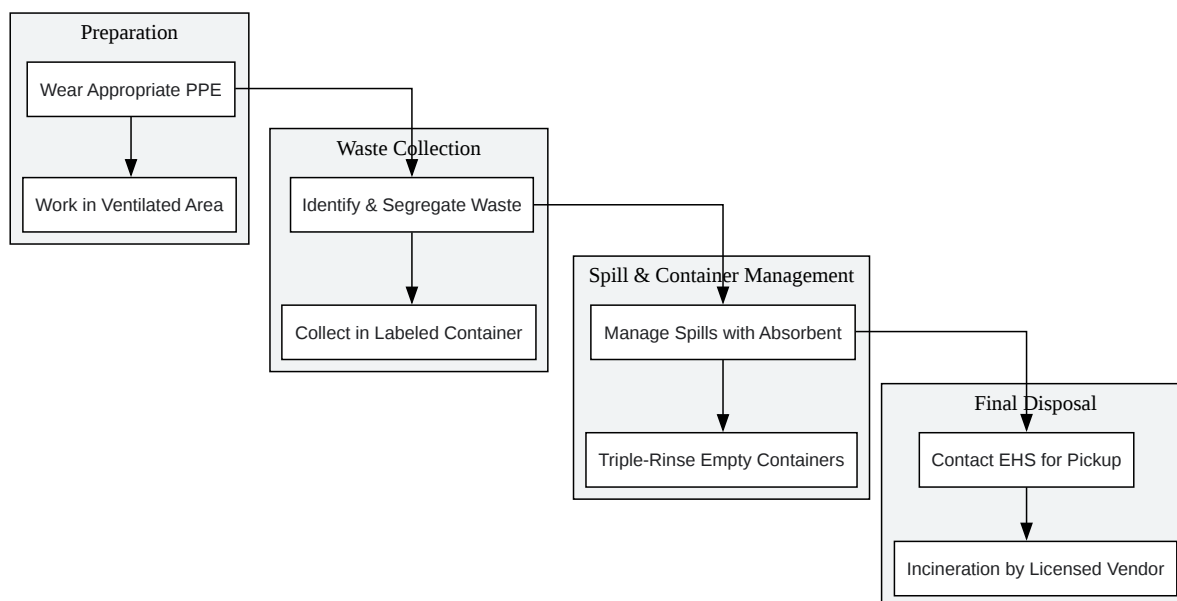 Preparation
Wear Appropriate PPE
Work in Ventilated Area
Waste Collection
Identify & Segregate Waste
Collect in Labeled Container
Spill & Container Management
Manage Spills with Absorbent
Triple-Rinse Empty Containers
Final Disposal
Contact EHS for Pickup
Incineration by Licensed Vendor